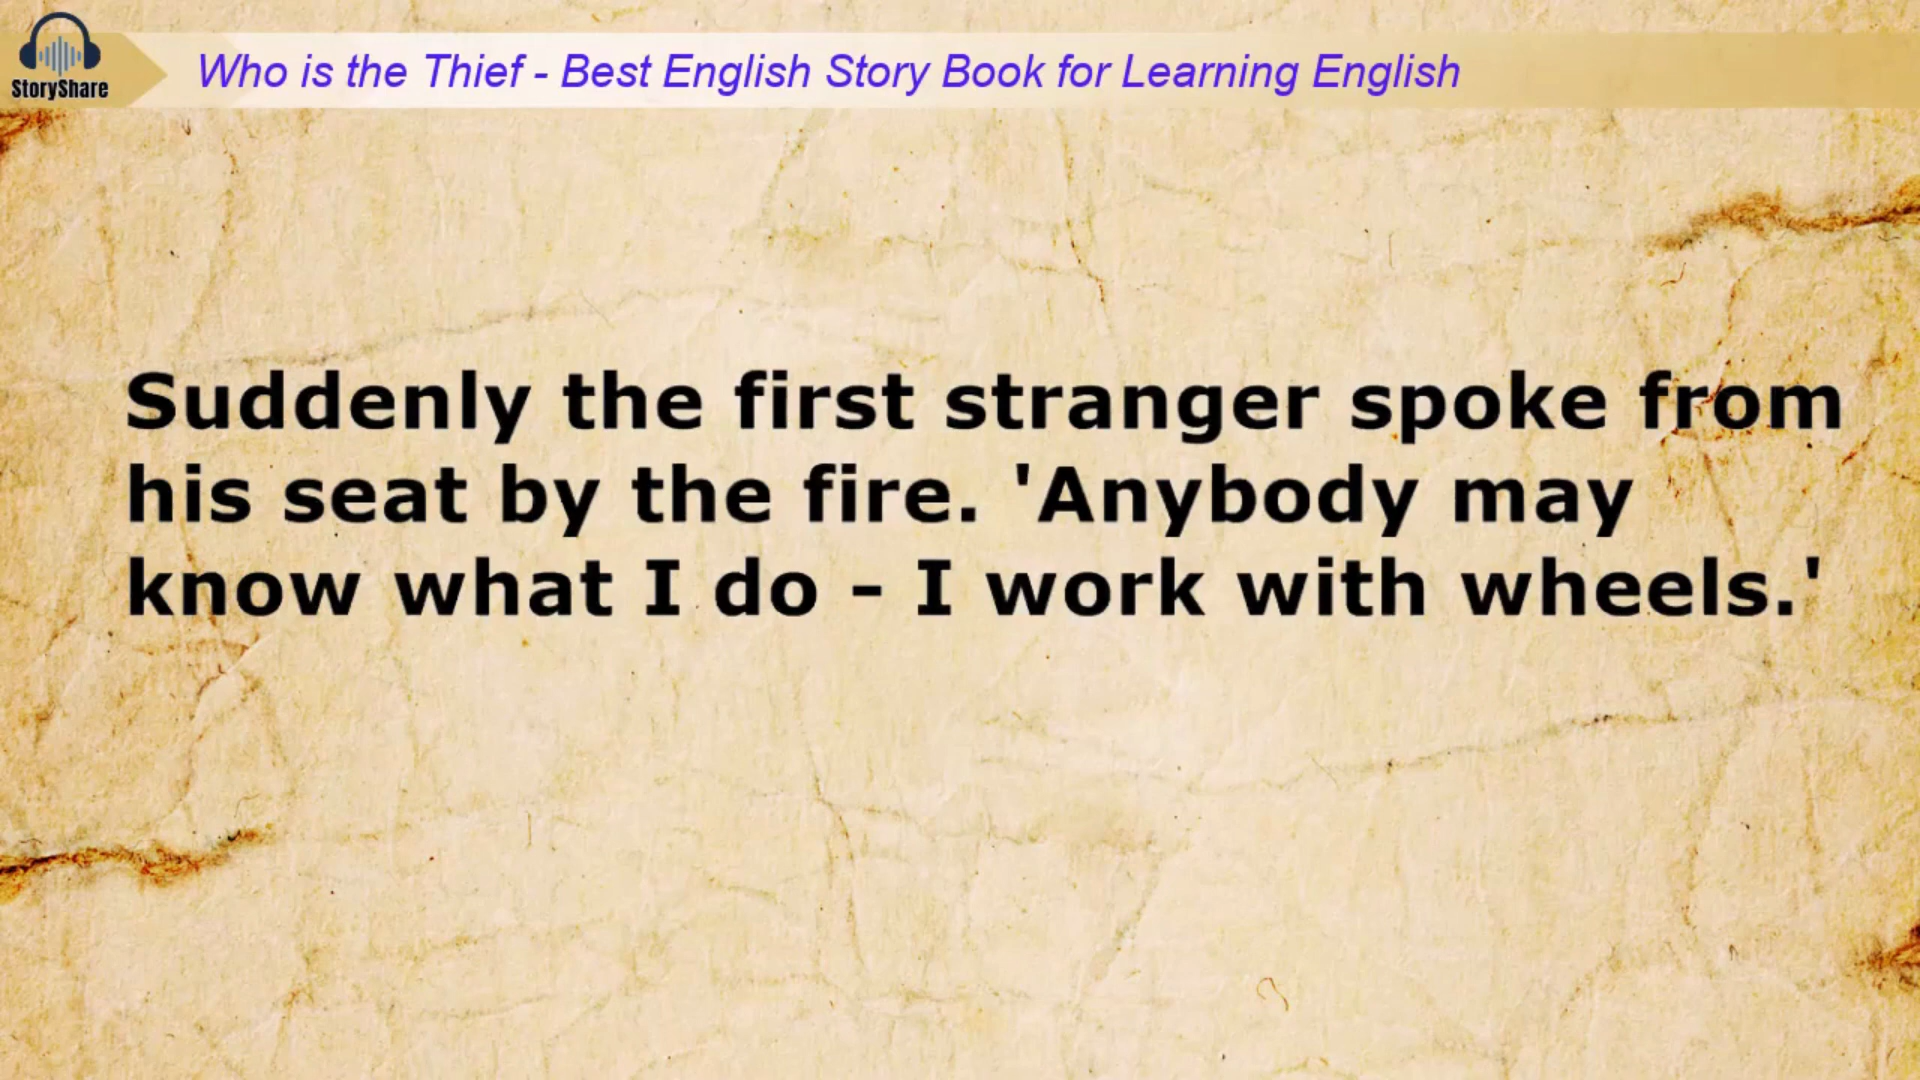 StoryShare
Who is the Thief - Best English Story Book for Learning English
Suddenly the first stranger spoke from
his seat by the fire. 'Anybody may
know what I do - I work with wheels.'